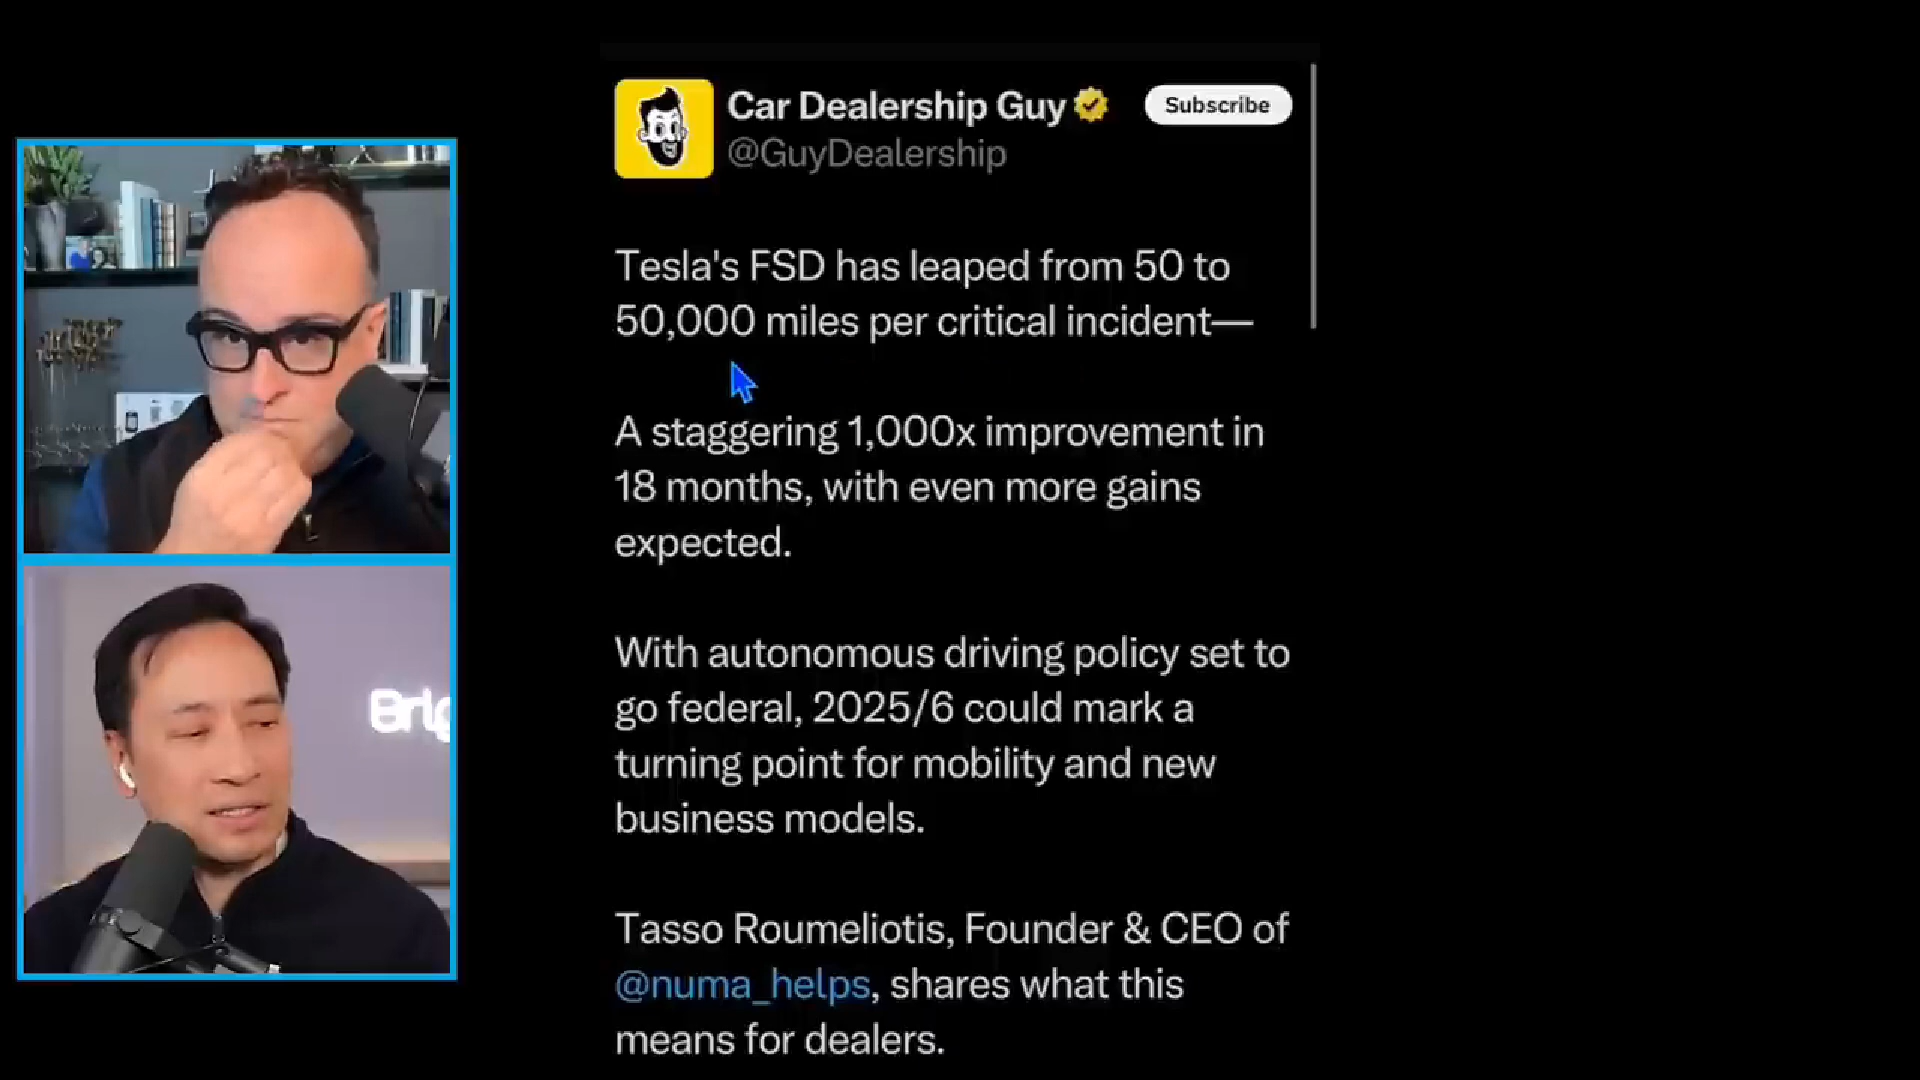 Car Dealership Guy
Subscribe
@GuyDealership
Tesla's FSD has leaped from 50 to
50,000 miles per critical incident—
A staggering 1,000x improvement in
18 months, with even more gains
expected.
With autonomous driving policy set to
go federal, 2025/6 could mark a
turning point for mobility and new
business models.
Tasso Roumeliotis, Founder & CEO of
@numa_helps, shares what this
means for dealers.